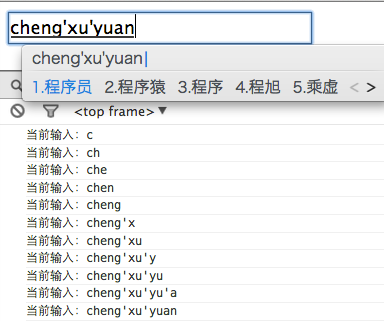 cheng'xu'yuan
cheng'xu'yuan
1.程序员 2.程序猿 3.程序 4.程旭 5.乘虚 < >
<top frame> ▼
当前输入: c
当前输入: ch
当前输入: che
当前输入: chen
当前输入: cheng
当前输入: cheng'x
当前输入: cheng'xu
当前输入: cheng'xu'y
当前输入: cheng'xu'yu
当前输入: cheng'xu'yu'a
当前输入: cheng'xu'yuan